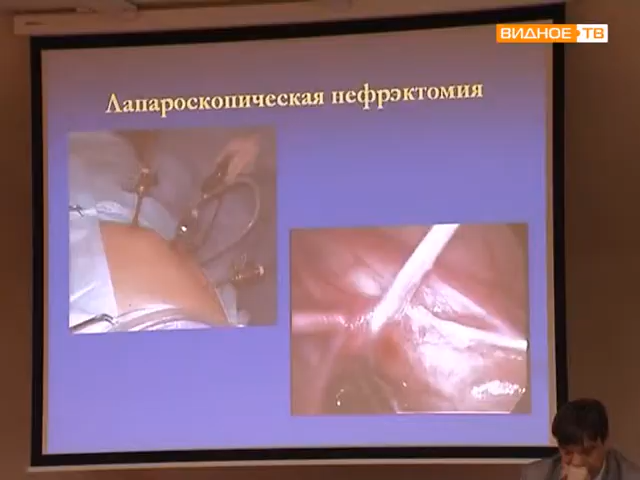 ВИДНОЕ ТВ
Лапароскопическая нефрэктомия